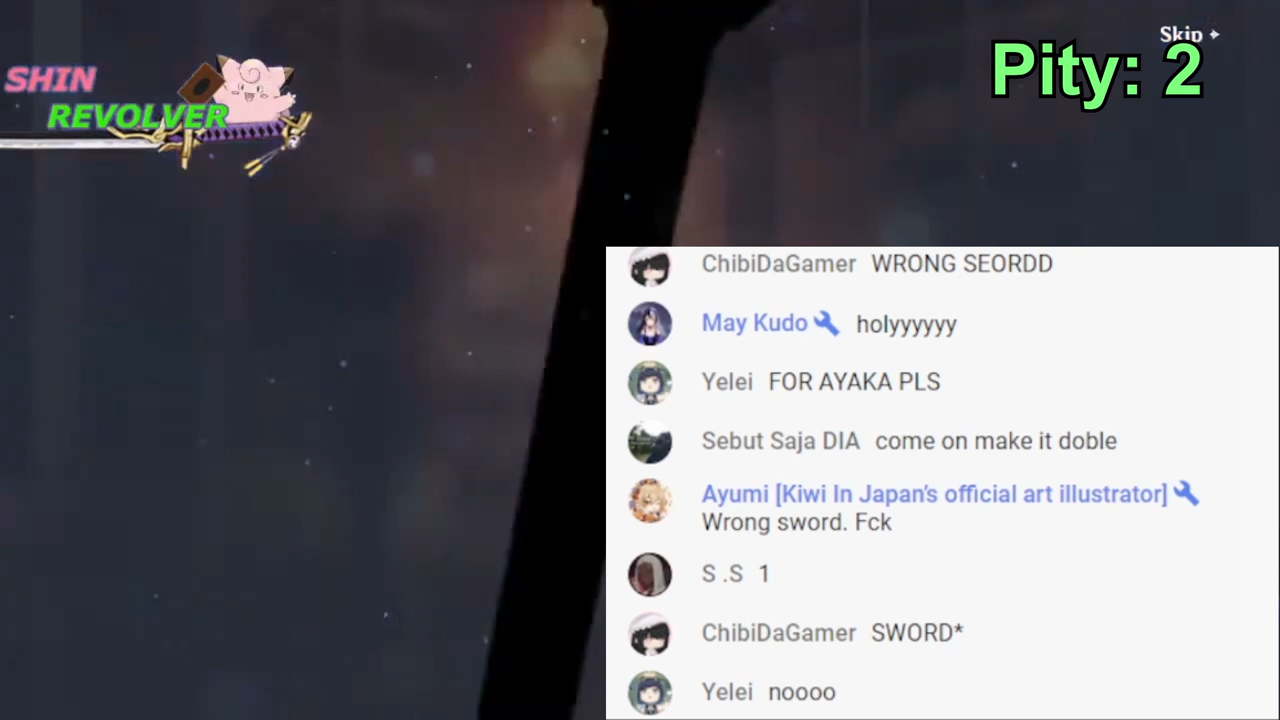 Skip
Pity: 2
SHIN
REVOLVER
ChibiDaGamer WRONG SEORDD
May Kudo holyyyyyy
Yelei FOR AYAKA PLS
Sebut Saja DIA come on make it doble
Ayumi [Kiwi In Japan's official art illustrator]
Wrong sword. Fck
S .S 1
ChibiDaGamer SWORD*
Yelei noooo